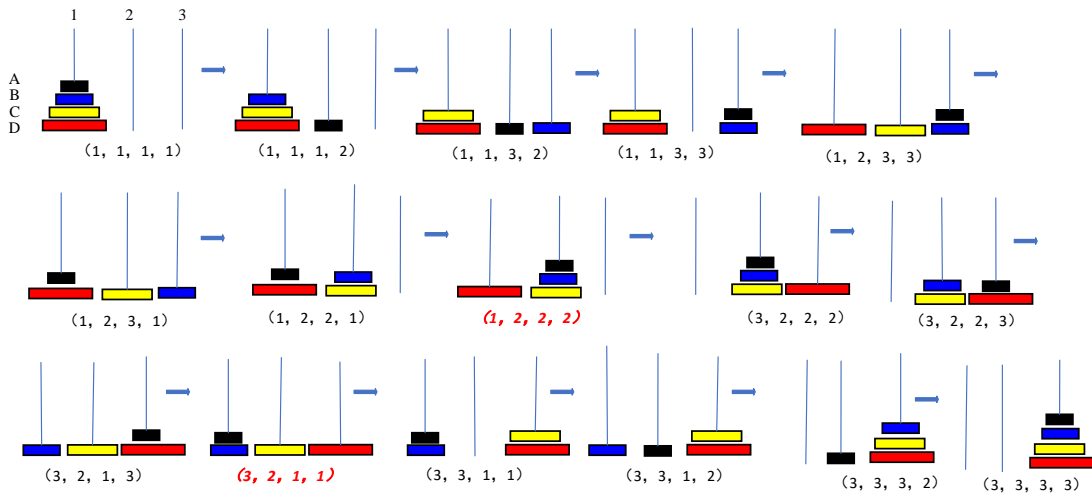 1 2 3
A
B
C
D
(1, 1, 1, 1) (1, 1, 1, 2) (1, 1, 3, 2) (1, 1, 3, 3) (1, 2, 3, 3)
(1, 2, 3, 1) (1, 2, 2, 1) (1, 2, 2, 2) (3, 2, 2, 2) (3, 2, 2, 3)
(3, 2, 1, 3) (3, 2, 1, 1) (3, 3, 1, 1) (3, 3, 1, 2) (3, 3, 3, 2) (3, 3, 3, 3)